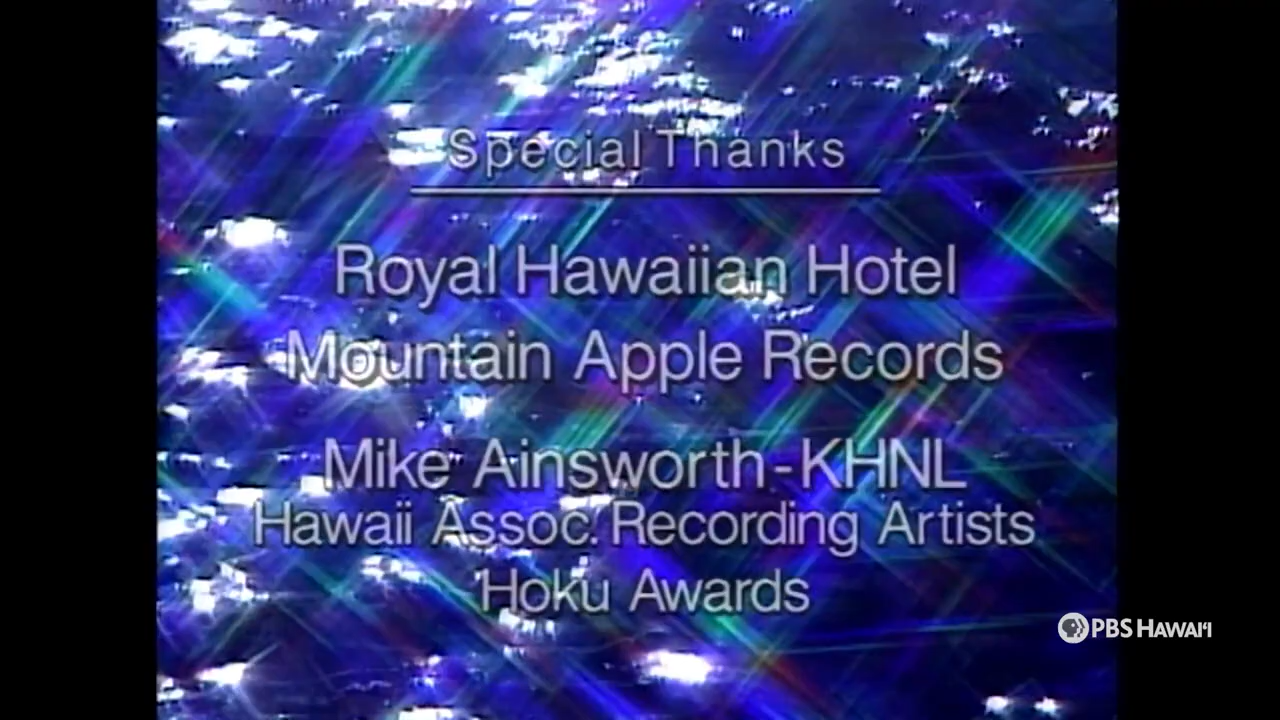 Special Thanks
Royal Hawaiian Hotel
Mountain Apple Records
Mike Ainsworth-KHNL
Hawaii Assoc. Recording Artists
Hoku Awards
PBS HAWAIʻI